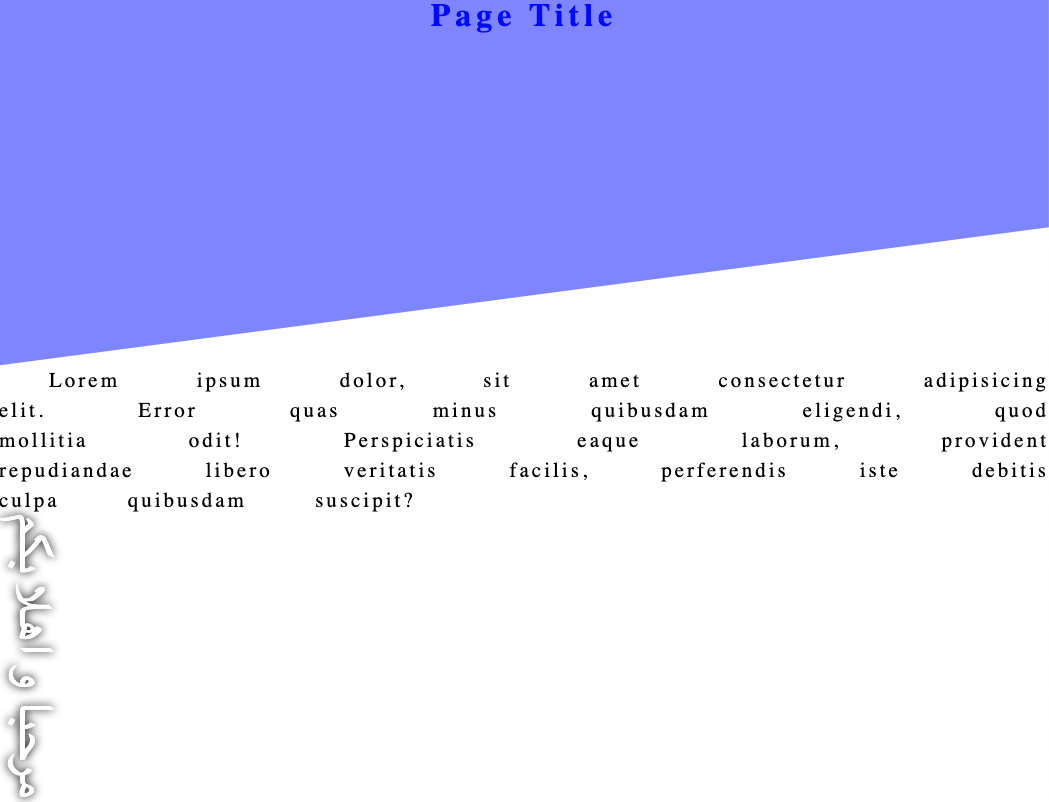 Page Title
Lorem ipsum dolor, sit amet consectetur adipisicing
elit. Error quas minus quibusdam eligendi, quod
mollitia odit! Perspiciatis eaque laborum, provident
repudiandae libero veritatis facilis, perferendis iste debitis
culpa quibusdam suscipit?
مرحبا و اهلا بكم